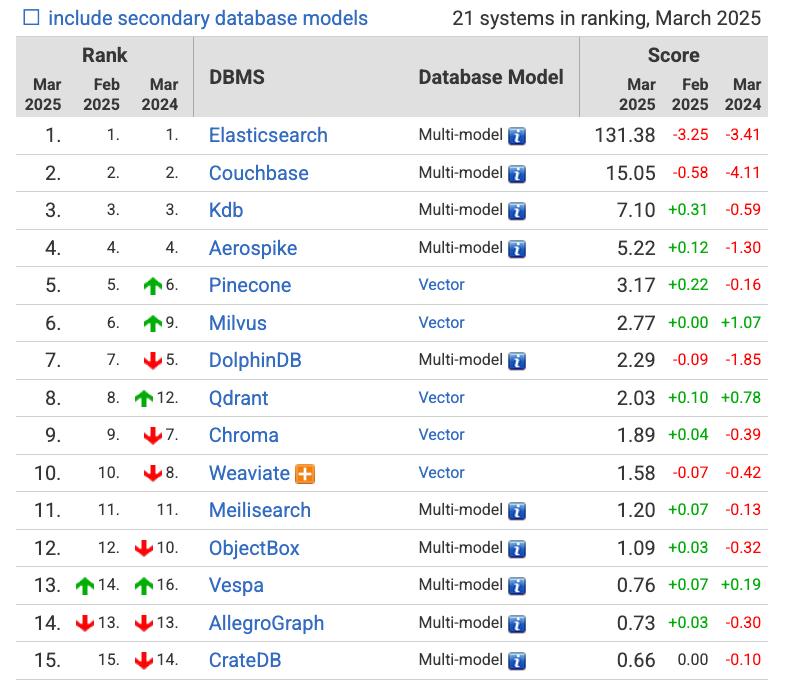 include secondary database models 21 systems in ranking, March 2025
Rank DBMS Database Model Score
Mar 2025 Feb 2025 Mar 2024 Mar 2025 Feb 2025 Mar 2024
1. 1. 1. Elasticsearch Multi-model 131.38 -3.25 -3.41
2. 2. 2. Couchbase Multi-model 15.05 -0.58 -4.11
3. 3. 3. Kdb Multi-model 7.10 +0.31 -0.59
4. 4. 4. Aerospike Multi-model 5.22 +0.12 -1.30
5. 5. 6. Pinecone Vector 3.17 +0.22 -0.16
6. 6. 9. Milvus Vector 2.77 +0.00 +1.07
7. 7. 5. DolphinDB Multi-model 2.29 -0.09 -1.85
8. 8. 12. Qdrant Vector 2.03 +0.10 +0.78
9. 9. 7. Chroma Vector 1.89 +0.04 -0.39
10. 10. 8. Weaviate Vector 1.58 -0.07 -0.42
11. 11. 11. Meilisearch Multi-model 1.20 +0.07 -0.13
12. 12. 10. ObjectBox Multi-model 1.09 +0.03 -0.32
13. 14. 16. Vespa Multi-model 0.76 +0.07 +0.19
14. 13. 13. AllegroGraph Multi-model 0.73 +0.03 -0.30
15. 15. 14. CrateDB Multi-model 0.66 0.00 -0.10